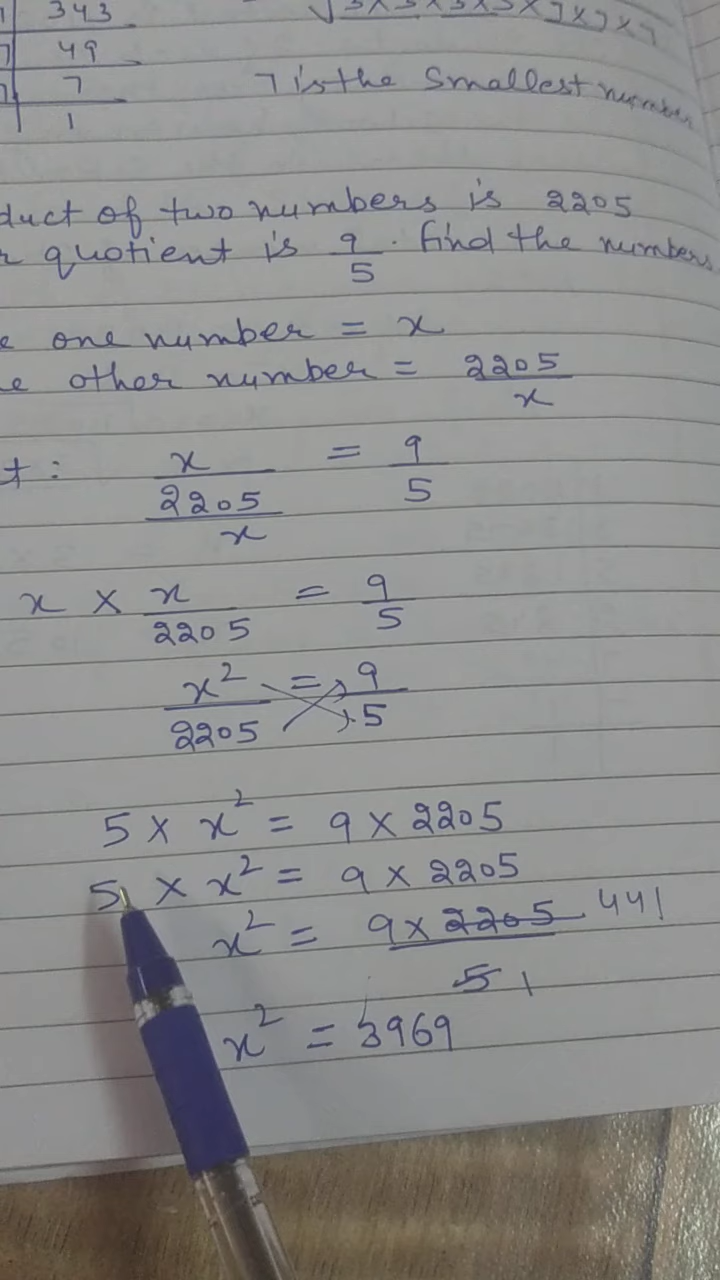 343
49
7
7 is the Smallest number
1
duct of two numbers is 2205
quotient is 9/5. find the numbers
one number = x
other number = 2205/x
x/(2205/x) = 9/5
x × x/2205 = 9/5
x²/2205 = 9/5
5 × x² = 9 × 2205
5 × x² = 9 × 2205
x² = 9 × 2205/5 441 1
x² = 3969